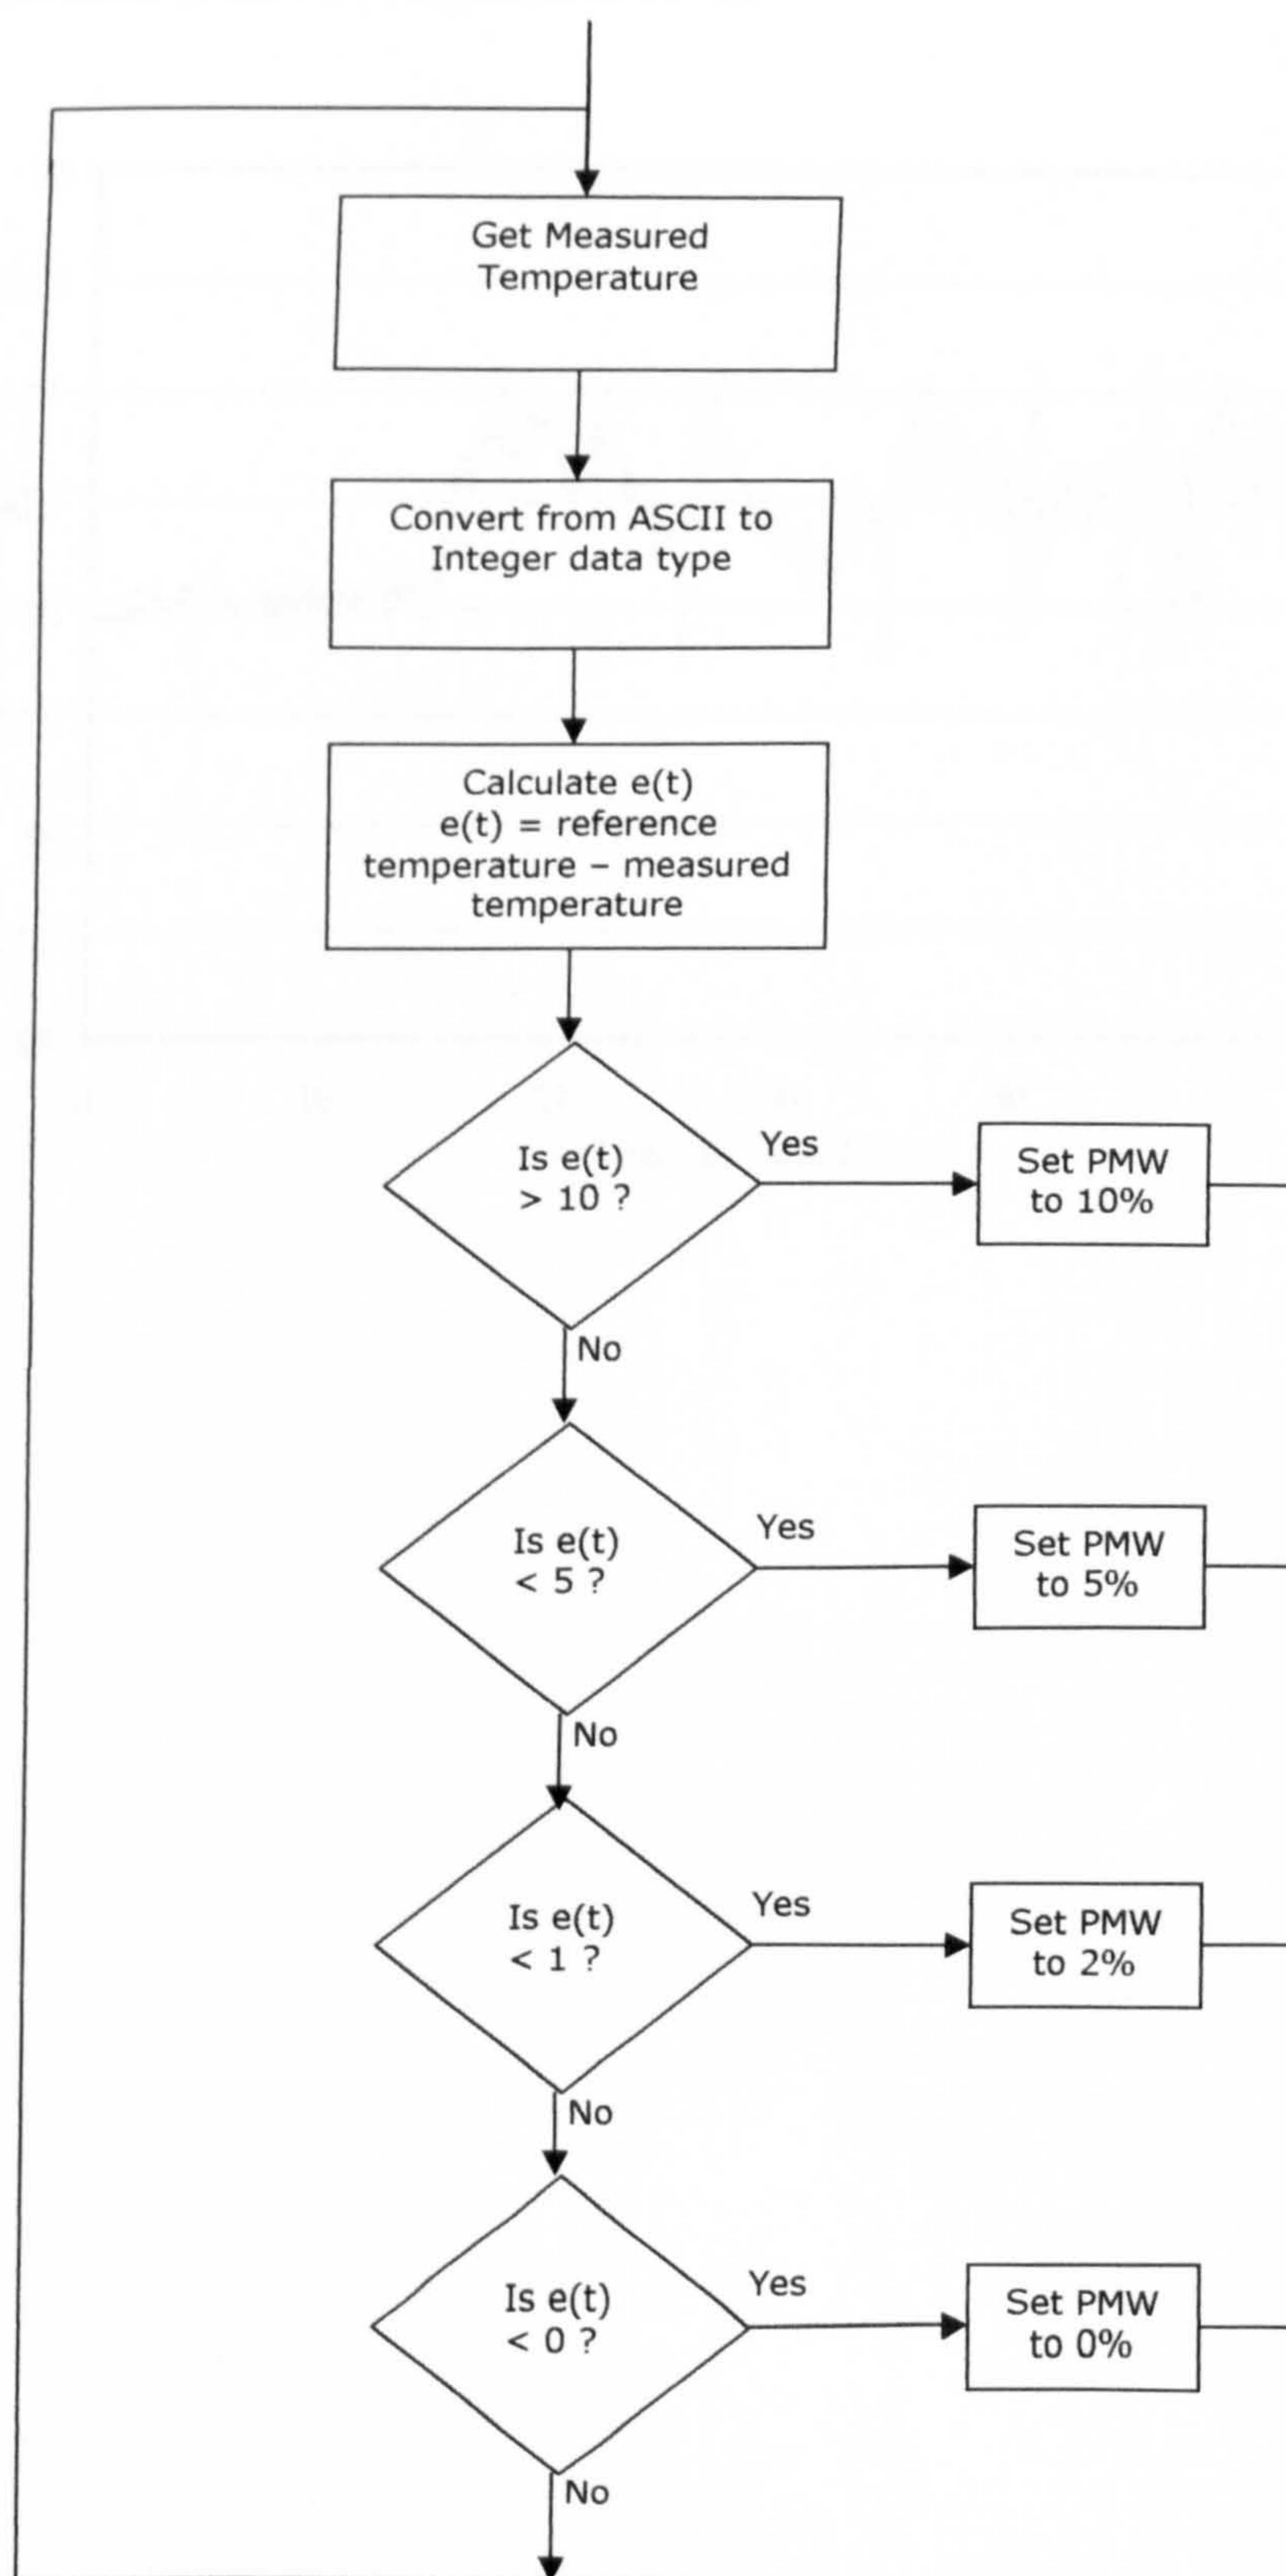 Get Measured
Temperature
Convert from ASCII to
Integer data type
Calculate e(t)
e(t) = reference
temperature – measured
temperature
Is e(t)
> 10 ?
Yes
Set PMW
to 10%
No
Is e(t)
< 5 ?
Yes
Set PMW
to 5%
No
Is e(t)
< 1 ?
Yes
Set PMW
to 2%
No
Is e(t)
< 0 ?
Yes
Set PMW
to 0%
No